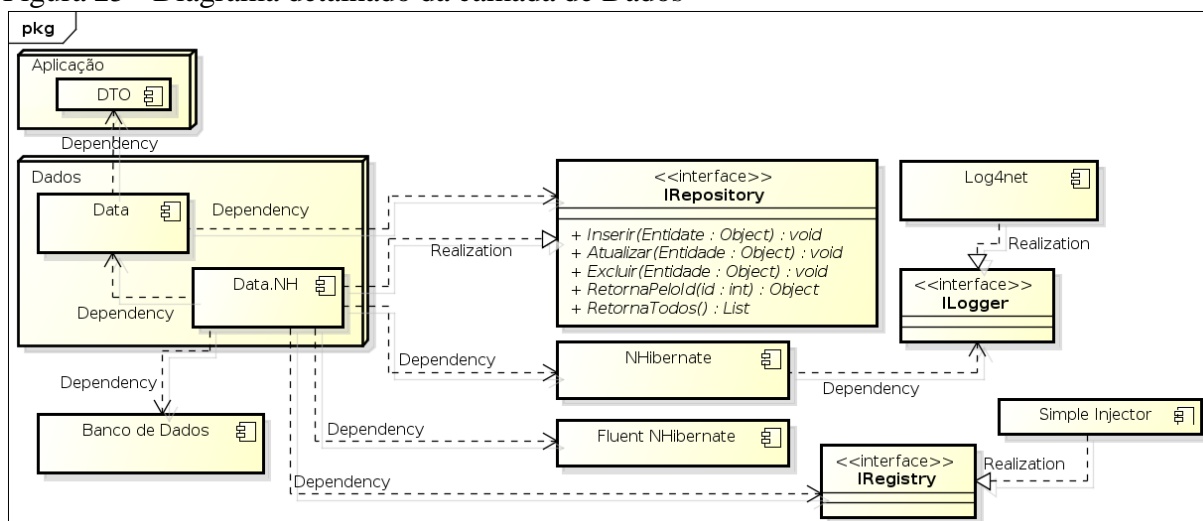 Figura 23 - Diagrama detalhado da camada de Dados
pkg
Aplicação
DTO
Dependency
Dados
Data
Dependency
Data.NH
Dependency
Realization
<<interface>>
IRepository
+ Inserir(Entidate : Object) : void
+ Atualizar(Entidade : Object) : void
+ Excluir(Entidade : Object) : void
+ RetornaPeloId(id : int) : Object
+ RetornaTodos() : List
Log4net
Realization
<<interface>>
ILogger
Dependency
NHibernate
Dependency
Dependency
Banco de Dados
Dependency
Fluent NHibernate
Simple Injector
Realization
Dependency
<<interface>>
IRegistry